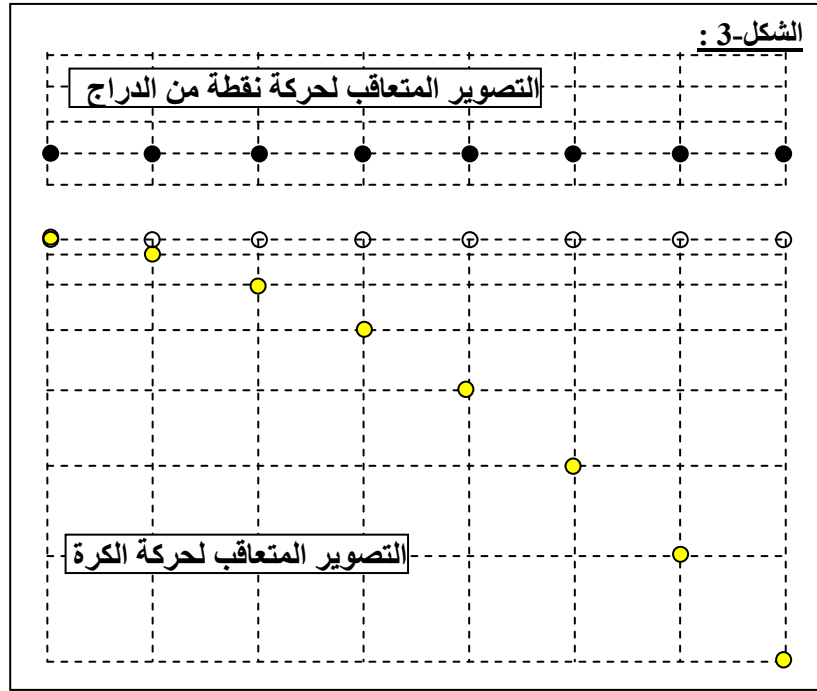 الشكل-3 :
التصوير المتعاقب لحركة نقطة من الدراج
التصوير المتعاقب لحركة الكرة